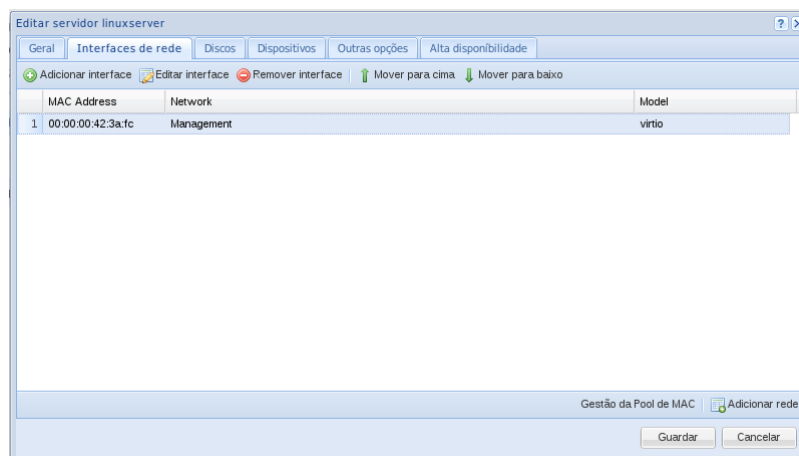 Editar servidor linuxserver
Geral Interfaces de rede Discos Dispositivos Outras opções Alta disponíbilidade
Adicionar interface Editar interface Remover interface Mover para cima Mover para baixo
MAC Address Network Model
1 00:00:00:42:3a:fc Management virtio
Gestão da Pool de MAC Adicionar rede
Guardar Cancelar